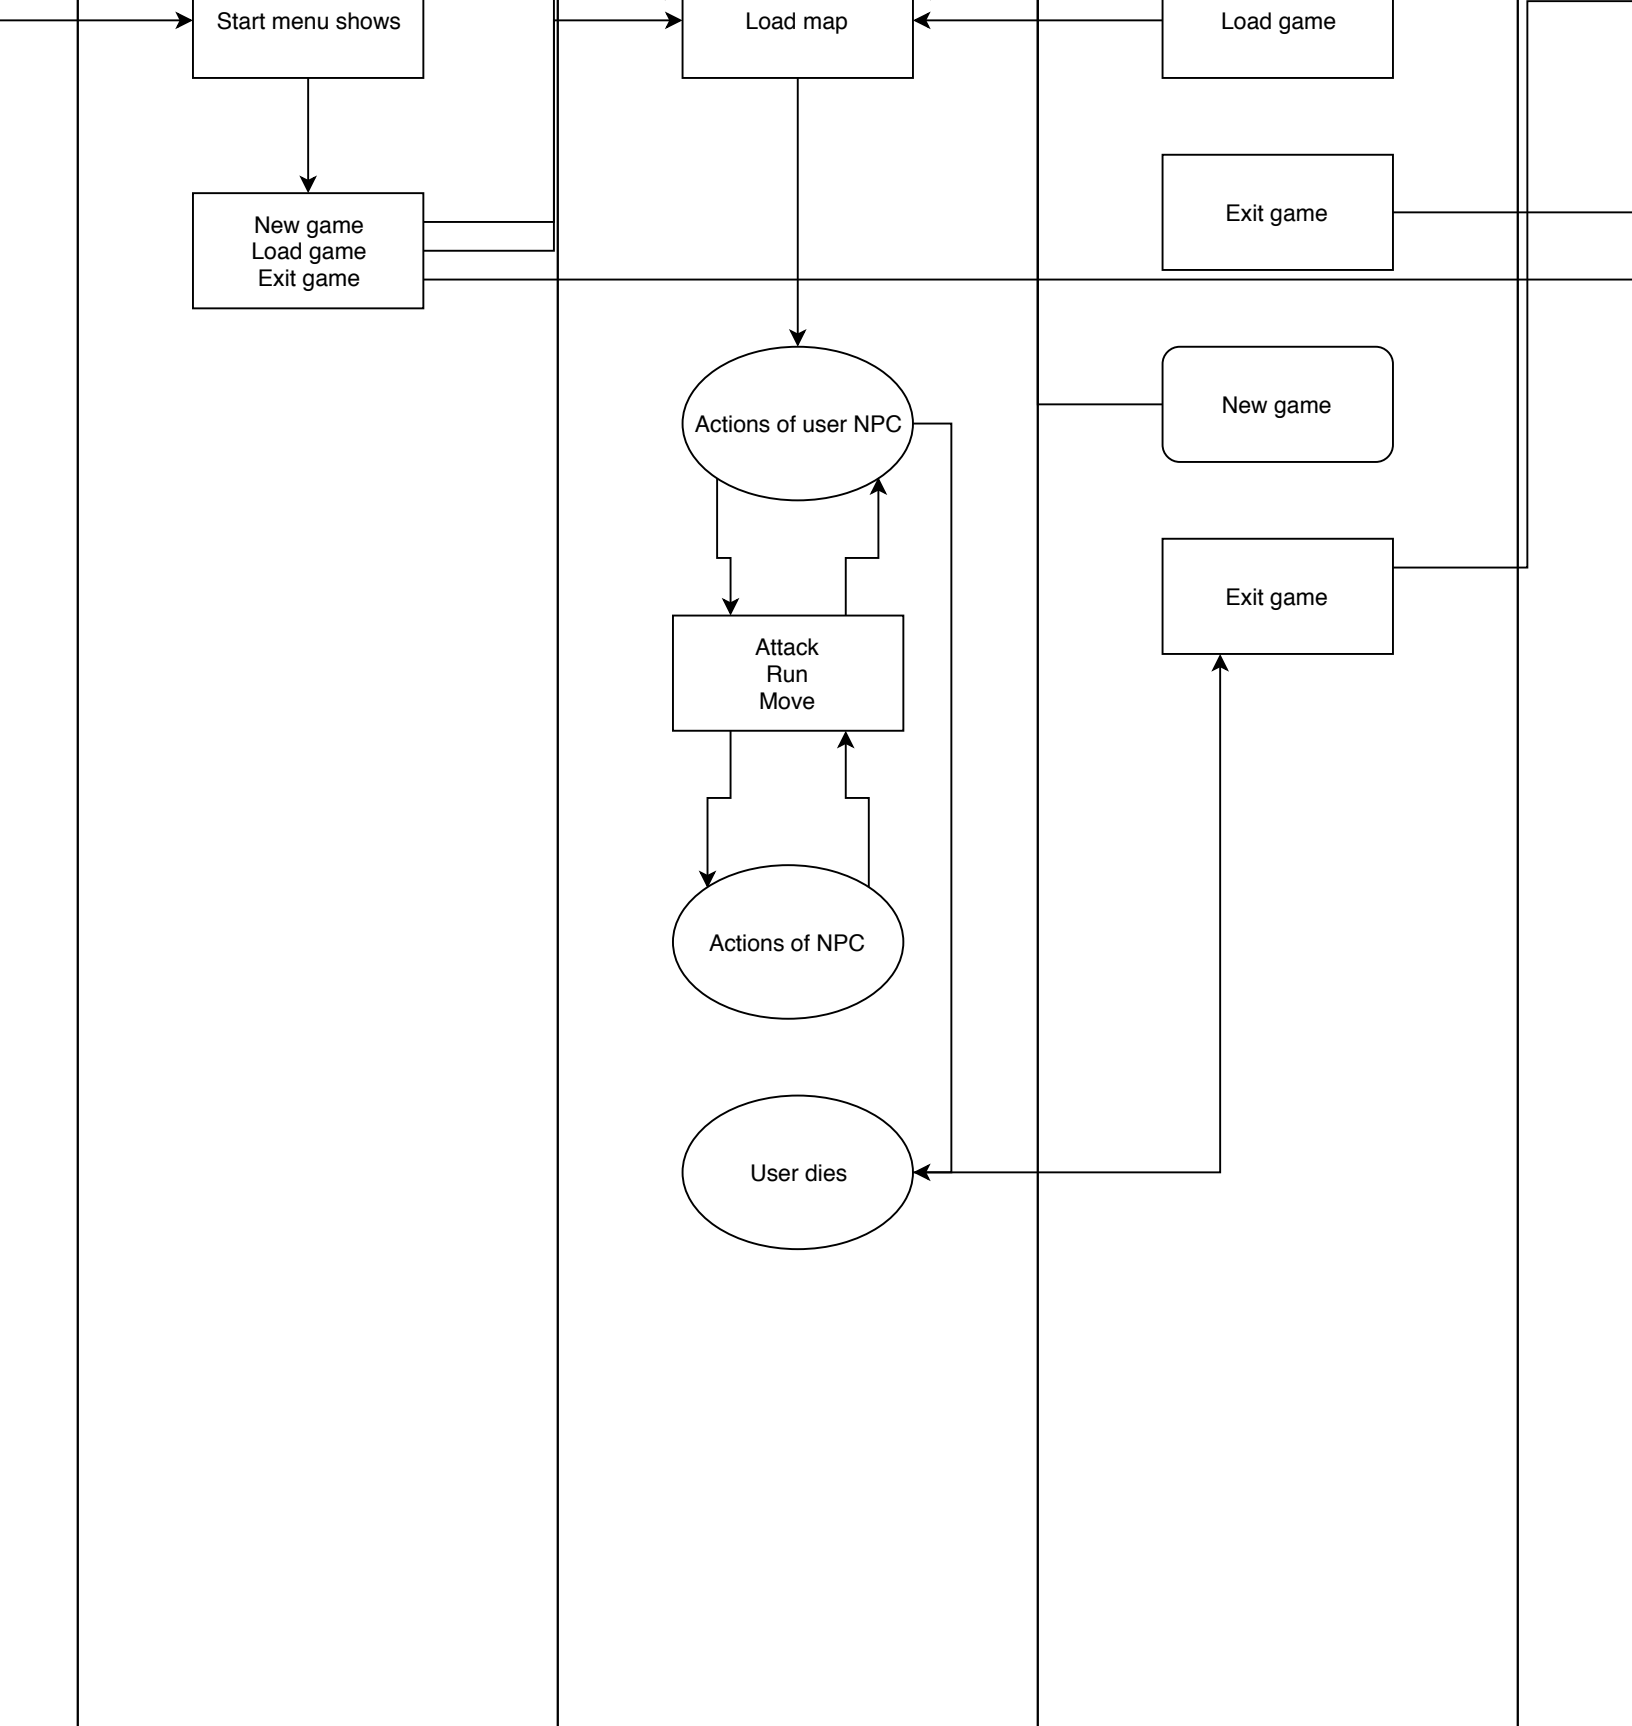 Start menu shows
Load map
Load game
Exit game
New game
Load game
Exit game
New game
Actions of user NPC
Exit game
Attack
Run
Move
Actions of NPC
User dies